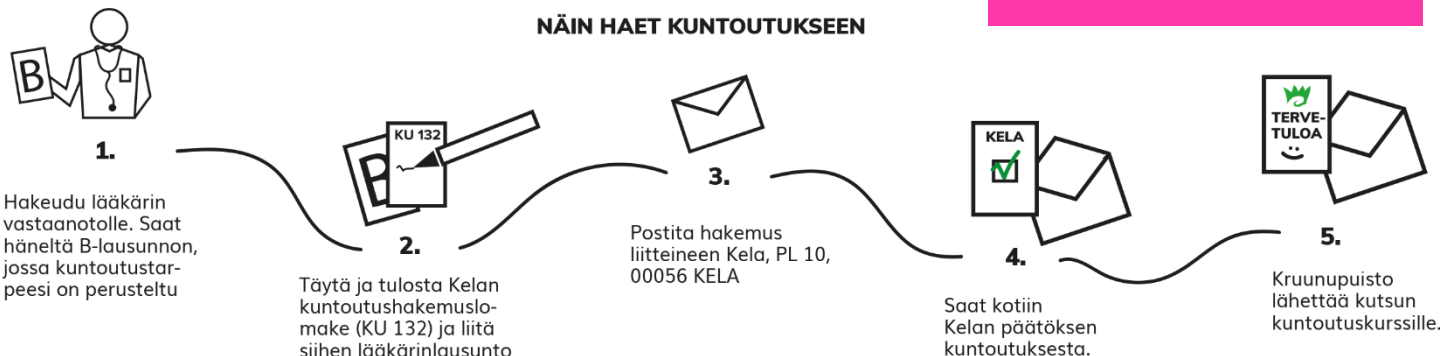 NÄIN HAET KUNTOUTUKSEEN
B
1.
Hakeudu lääkärin
vastaanotolle. Saat
häneltä B-lausunnon,
jossa kuntoutustar-
peesi on perusteltu
B
KU 132
2.
Täytä ja tulosta Kelan
kuntoutushakemuslo-
make (KU 132) ja liitä
siihen lääkärinlausunto
3.
Postita hakemus
liitteineen Kela, PL 10,
00056 KELA
KELA
4.
Saat kotiin
Kelan päätöksen
kuntoutuksesta.
TERVE-
TULOA
5.
Kruunupuisto
lähettää kutsun
kuntoutuskurssille.